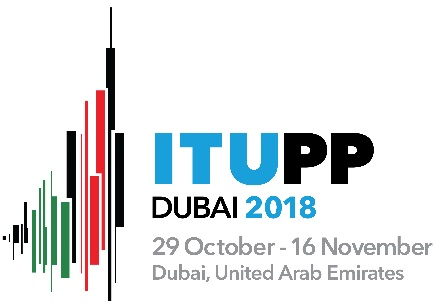 ITUPP
DUBAI 2018
29 October - 16 November
Dubai, United Arab Emirates